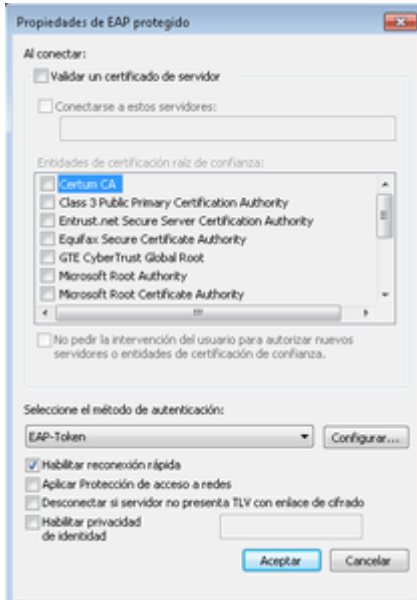 Propiedades de EAP protegido
Al conectar:
Validar un certificado de servidor
Conectarse a estos servidores:
Entidades de certificación raíz de confianza:
Certum CA
Class 3 Public Primary Certification Authority
Entrust.net Secure Server Certification Authority
Equifax Secure Certificate Authority
GTE CyberTrust Global Root
Microsoft Root Authority
Microsoft Root Certificate Authority
No pedir la intervención del usuario para autorizar nuevos
servidores o entidades de certificación de confianza.
Seleccione el método de autenticación:
EAP-Token Configurar...
Habilitar reconexión rápida
Aplicar Protección de acceso a redes
Desconectar si servidor no presenta TLV con enlace de cifrado
Habilitar privacidad
de identidad
Aceptar Cancelar